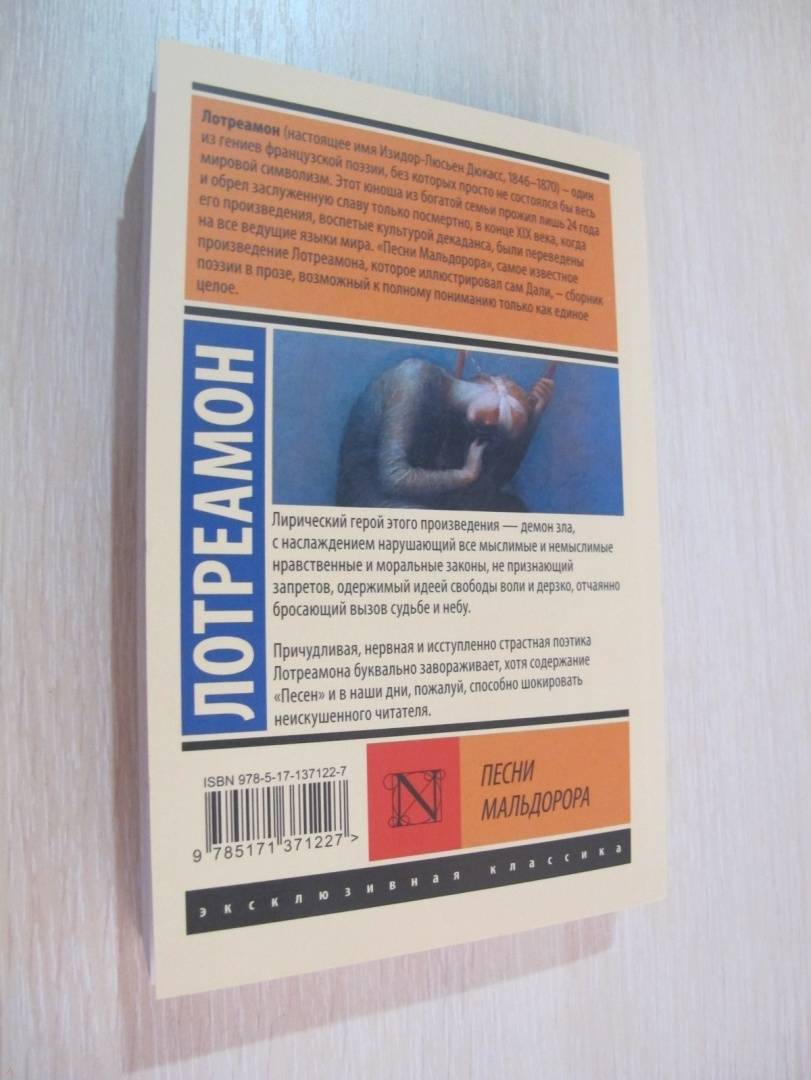 Лотреамон (настоящее имя Изидор-Люсьен Дюкасс, 1846–1870) – один
из гениев французской поэзии, без которых просто не состоялся бы весь
мировой символизм. Этот юноша из богатой семьи прожил лишь 24 года
и обрел заслуженную славу только посмертно, в конце XIX века, когда
его произведения, воспетые культурой декаданса, были переведены
на все ведущие языки мира. «Песни Мальдорора», самое известное
произведение Лотреамона, которое иллюстрировал сам Дали, – сборник
поэзии в прозе, возможный к полному пониманию только как единое
целое.
ЛОТРЕАМОН
Лирический герой этого произведения — демон зла,
с наслаждением нарушающий все мыслимые и немыслимые
нравственные и моральные законы, не признающий
запретов, одержимый идеей свободы воли и дерзко, отчаянно
бросающий вызов судьбе и небу.
Причудливая, нервная и исступленно страстная поэтика
Лотреамона буквально завораживает, хотя содержание
«Песен» и в наши дни, пожалуй, способно шокировать
неискушенного читателя.
ISBN 978-5-17-137122-7
9 785171 371227 >
N
ПЕСНИ
МАЛЬДОРОРА
эксклюзивная классика